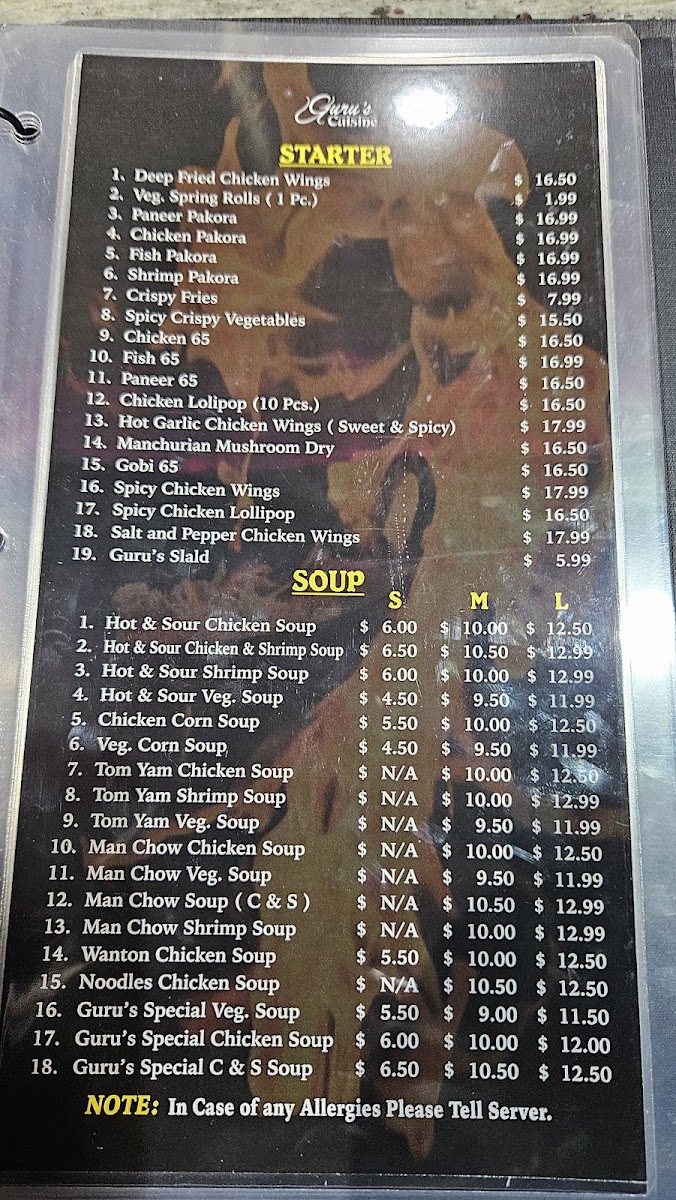 Guru's
Cuisine
STARTER
1. Deep Fried Chicken Wings $ 16.50
2. Veg. Spring Rolls ( 1 Pc.) $ 1.99
3. Paneer Pakora $ 16.99
4. Chicken Pakora $ 16.99
5. Fish Pakora $ 16.99
6. Shrimp Pakora $ 16.99
7. Crispy Fries $ 7.99
8. Spicy Crispy Vegetables $ 15.50
9. Chicken 65 $ 16.50
10. Fish 65 $ 16.99
11. Paneer 65 $ 16.50
12. Chicken Lolipop (10 Pcs.) $ 16.50
13. Hot Garlic Chicken Wings ( Sweet & Spicy) $ 17.99
14. Manchurian Mushroom Dry $ 16.50
15. Gobi 65 $ 16.50
16. Spicy Chicken Wings $ 17.99
17. Spicy Chicken Lollipop $ 16.50
18. Salt and Pepper Chicken Wings $ 17.99
19. Guru's Slald $ 5.99
SOUP
S M L
1. Hot & Sour Chicken Soup $ 6.00 $ 10.00 $ 12.50
2. Hot & Sour Chicken & Shrimp Soup $ 6.50 $ 10.50 $ 12.99
3. Hot & Sour Shrimp Soup $ 6.00 $ 10.00 $ 12.99
4. Hot & Sour Veg. Soup $ 4.50 $ 9.50 $ 11.99
5. Chicken Corn Soup $ 5.50 $ 10.00 $ 12.50
6. Veg. Corn Soup $ 4.50 $ 9.50 $ 11.99
7. Tom Yam Chicken Soup $ N/A $ 10.00 $ 12.50
8. Tom Yam Shrimp Soup $ N/A $ 10.00 $ 12.99
9. Tom Yam Veg. Soup $ N/A $ 9.50 $ 11.99
10. Man Chow Chicken Soup $ N/A $ 10.00 $ 12.50
11. Man Chow Veg. Soup $ N/A $ 9.50 $ 11.99
12. Man Chow Soup ( C & S ) $ N/A $ 10.50 $ 12.99
13. Man Chow Shrimp Soup $ N/A $ 10.00 $ 12.99
14. Wanton Chicken Soup $ 5.50 $ 10.00 $ 12.50
15. Noodles Chicken Soup $ N/A $ 10.50 $ 12.50
16. Guru's Special Veg. Soup $ 5.50 $ 9.00 $ 11.50
17. Guru's Special Chicken Soup $ 6.00 $ 10.00 $ 12.00
18. Guru's Special C & S Soup $ 6.50 $ 10.50 $ 12.50
NOTE: In Case of any Allergies Please Tell Server.